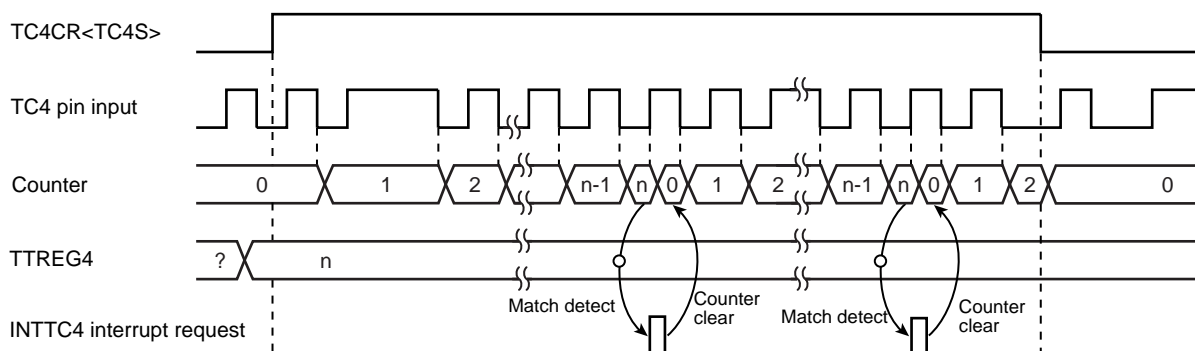 TC4CR<TC4S>
TC4 pin input
Counter 0 1 2 n-1 n 0 1 2 n-1 n 0 1 2 0
TTREG4 ? n
Match detect Counter clear Match detect Counter clear
INTTC4 interrupt request